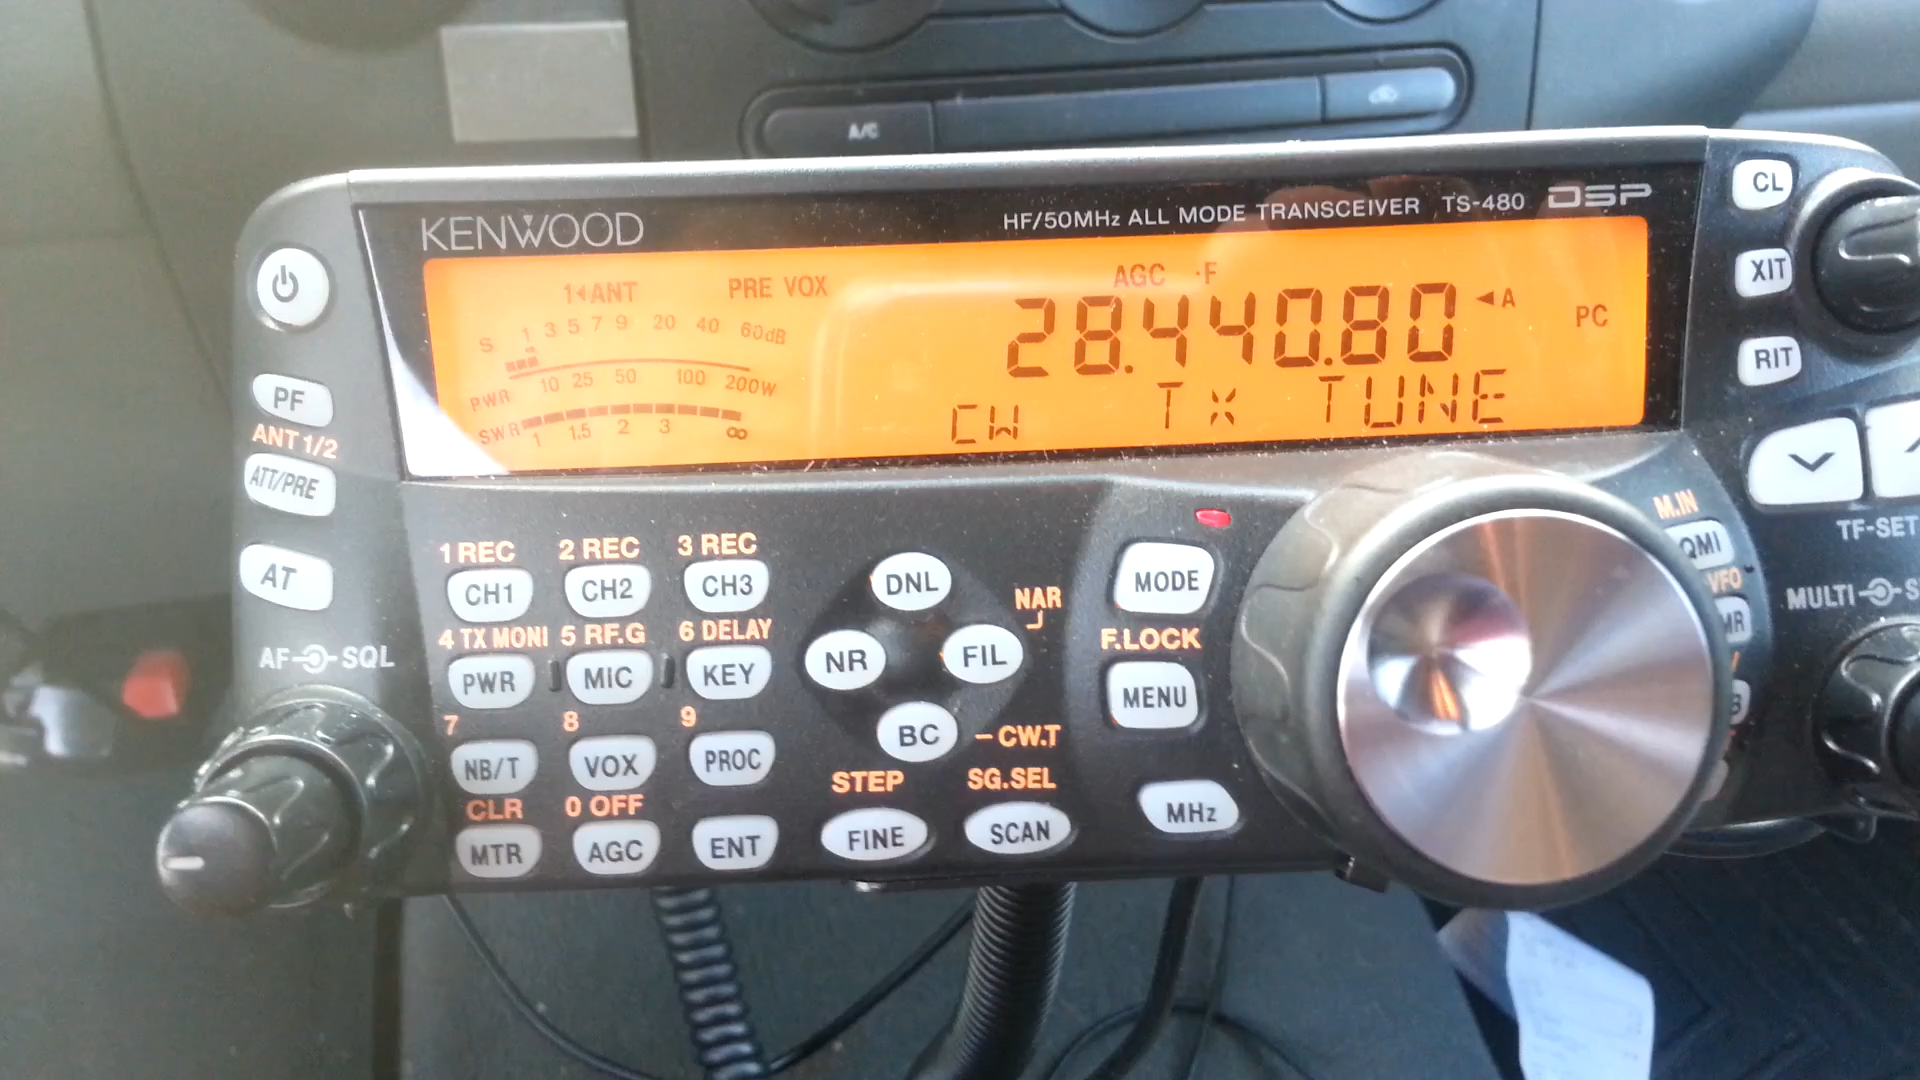 A/C
KENWOOD
HF/50MHz ALL MODE TRANSCEIVER TS-480 DSP
CL
XIT
RIT
1◄ANT PRE VOX AGC -F
S 1 3 5 7 9 20 40 60dB
28.440.80 ◄A PC
PWR 10 25 50 100 200W
SWR 1 1.5 2 3 ∞
CW TX TUNE
PF
ANT 1/2
ATT/PRE
AT
AF SQL
1 REC 2 REC 3 REC
CH1 CH2 CH3
4 TX MONI 5 RF.G 6 DELAY
PWR MIC KEY
7 8 9
NB/T VOX PROC
CLR 0 OFF
MTR AGC ENT
DNL
NAR
NR FIL
BC
–CW.T
STEP SG.SEL
FINE SCAN
MODE
F.LOCK
MENU
MHz
M.IN
QMI
TF-SET
MULTI